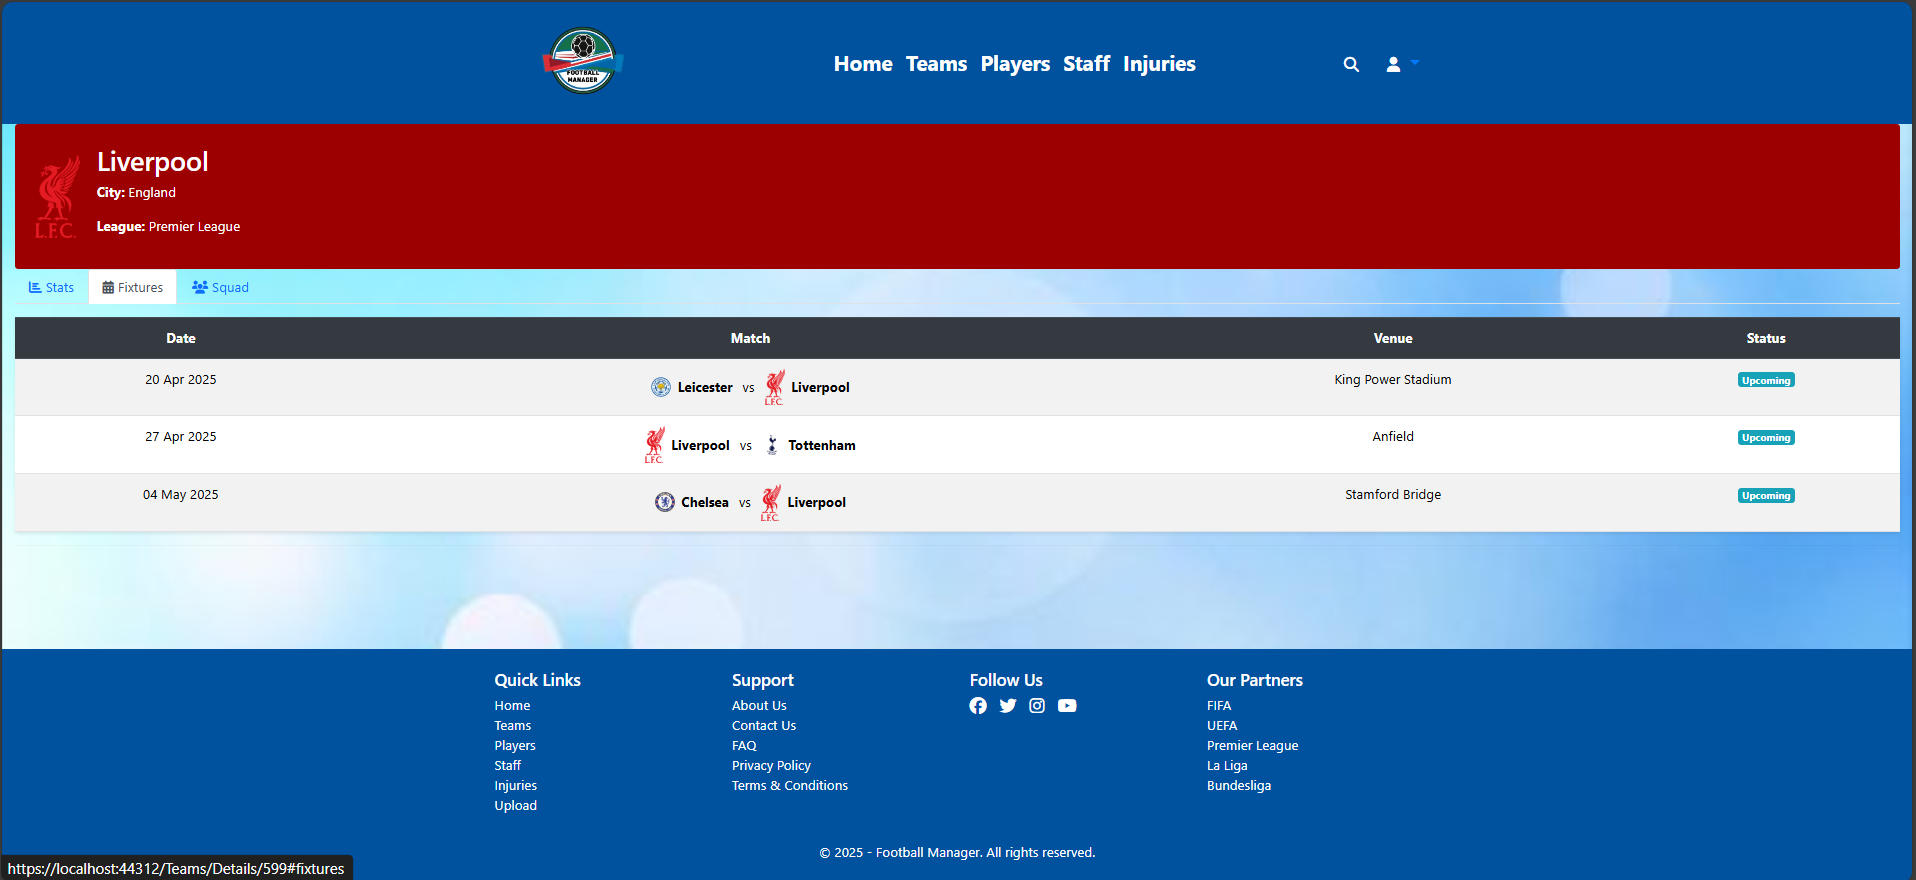 FOOTBALL
MANAGER
Home Teams Players Staff Injuries
Liverpool
City: England
League: Premier League
L.F.C.
Stats Fixtures Squad
Date Match Venue Status
20 Apr 2025 Leicester vs L.F.C. Liverpool King Power Stadium Upcoming
27 Apr 2025 L.F.C. Liverpool vs Tottenham Anfield Upcoming
04 May 2025 Chelsea vs L.F.C. Liverpool Stamford Bridge Upcoming
Quick Links
Home
Teams
Players
Staff
Injuries
Upload
Support
About Us
Contact Us
FAQ
Privacy Policy
Terms & Conditions
Follow Us
Our Partners
FIFA
UEFA
Premier League
La Liga
Bundesliga
© 2025 - Football Manager. All rights reserved.
https://localhost:44312/Teams/Details/599#fixtures